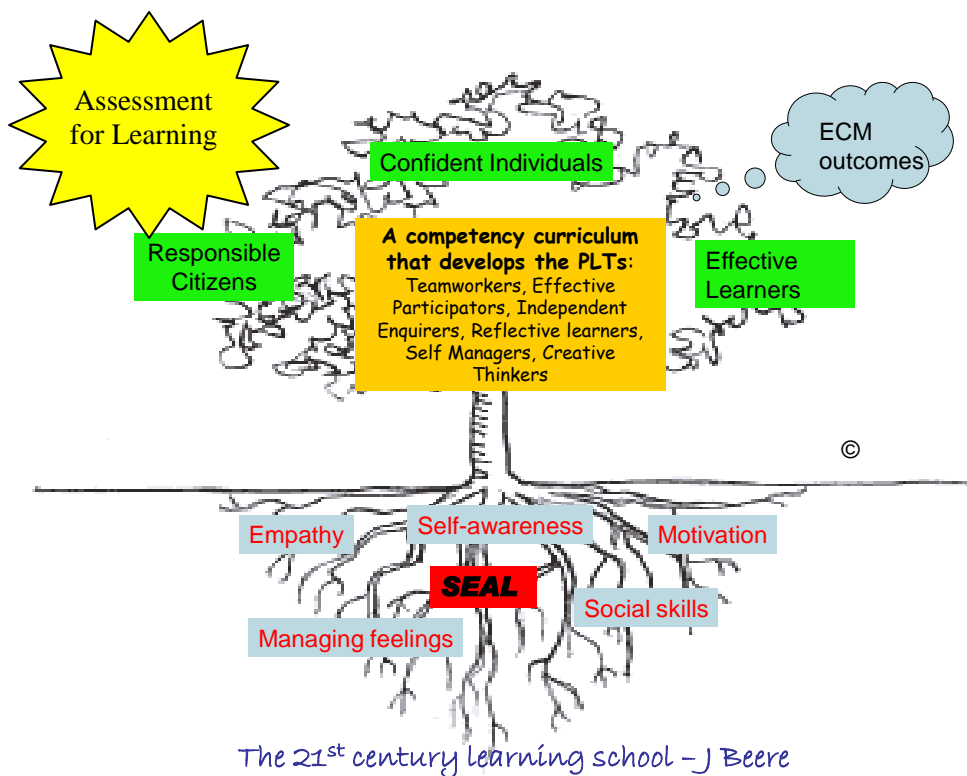 Assessment
for Learning
ECM
outcomes
Confident Individuals
Responsible
Citizens
A competency curriculum
that develops the PLTs:
Teamworkers, Effective
Participators, Independent
Enquirers, Reflective learners,
Self Managers, Creative
Thinkers
Effective
Learners
©
Empathy
Self-awareness
Motivation
SEAL
Social skills
Managing feelings
The 21st century learning school – J Beere